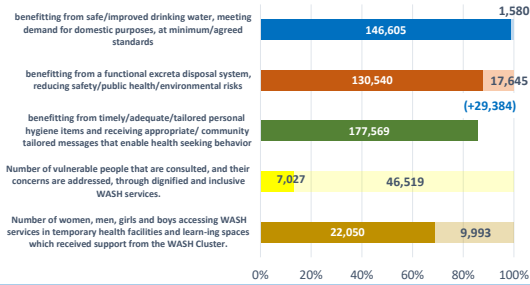 benefitting from safe/improved drinking water, meeting
demand for domestic purposes, at minimum/agreed
standards
1,580
146,605
benefitting from a functional excreta disposal system,
reducing safety/public health/environmental risks
130,540
17,645
(+29,384)
benefitting from timely/adequate/tailored personal
hygiene items and receiving appropriate/ community
tailored messages that enable health seeking behavior
177,569
Number of vulnerable people that are consulted, and their
concerns are addressed, through dignified and inclusive
WASH services.
7,027
46,519
Number of women, men, girls and boys accessing WASH
services in temporary health facilities and learn-ing spaces
which received support from the WASH Cluster.
22,050
9,993
0% 20% 40% 60% 80% 100%